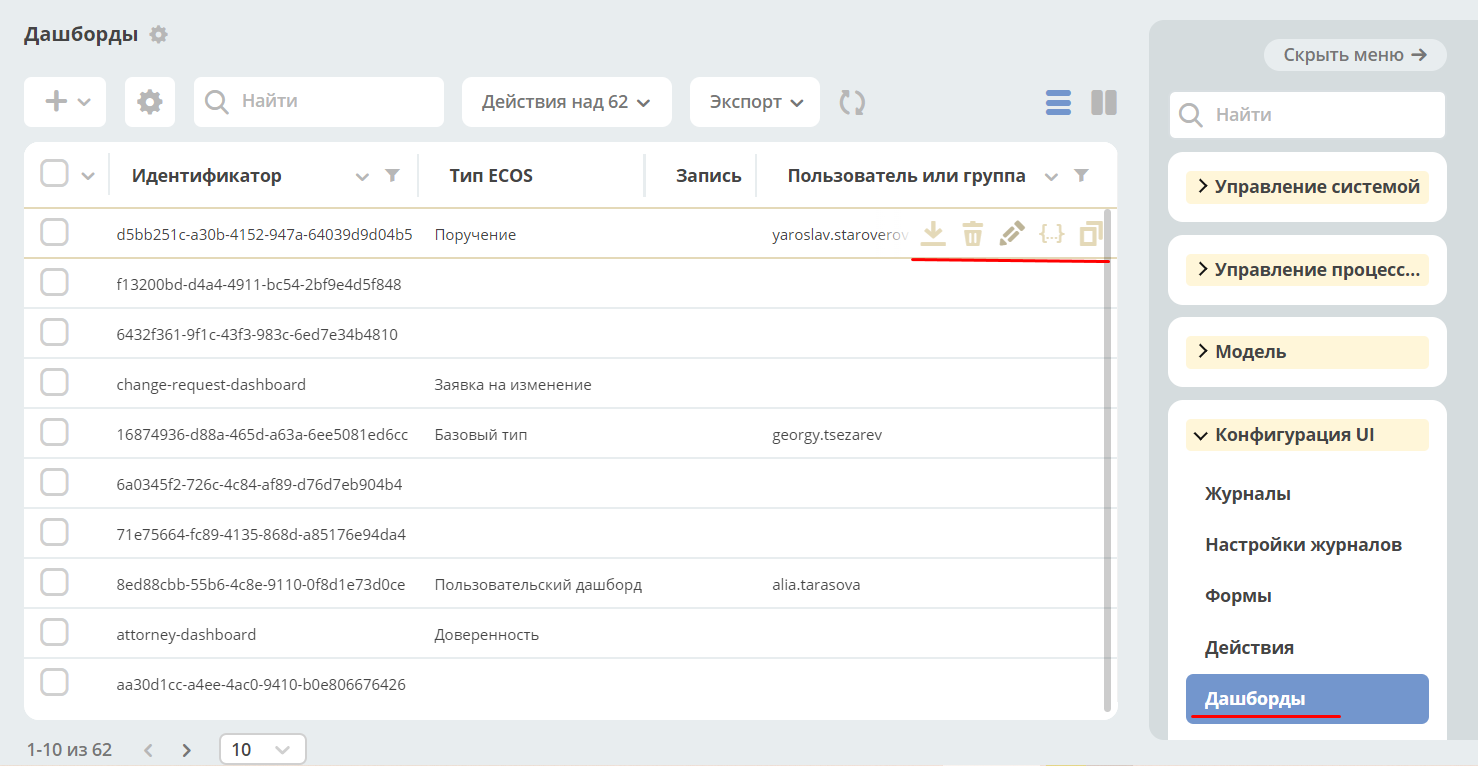 Дашборды
Найти
Действия над 62
Экспорт
Идентификатор Тип ECOS Запись Пользователь или группа
d5bb251c-a30b-4152-947a-64039d9d04b5 Поручение yaroslav.staroverov {...}
f13200bd-d4a4-4911-bc54-2bf9e4d5f848
6432f361-9f1c-43f3-983c-6ed7e34b4810
change-request-dashboard Заявка на изменение
16874936-d88a-465d-a63a-6ee5081ed6cc Базовый тип georgy.tsezarev
6a0345f2-726c-4c84-af89-d76d7eb904b4
71e75664-fc89-4135-868d-a85176e94da4
8ed88cbb-55b6-4c8e-9110-0f8d1e73d0ce Пользовательский дашборд alia.tarasova
attorney-dashboard Доверенность
aa30d1cc-a4ee-4ac0-9410-b0e806676426
1-10 из 62
10
Скрыть меню →
Найти
Управление системой
Управление процесс...
Модель
Конфигурация UI
Журналы
Настройки журналов
Формы
Действия
Дашборды